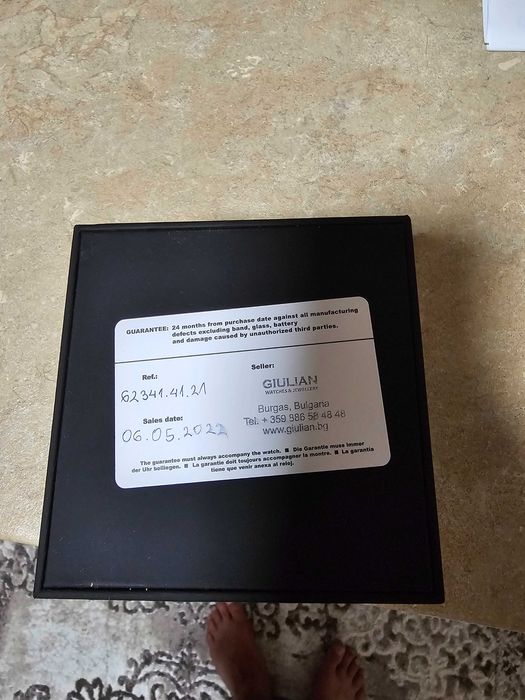 GUARANTEE: 24 months from purchase date against all manufacturing
defects excluding band, glass, battery
and damage caused by unauthorized third parties.
Ref.:
62341.41.21
Sales date:
06.05.2022
Seller:
GIULIAN
WATCHES & JEWELLERY
Burgas, Bulgaria
Tel. + 359 886 58 48 48
www.giulian.bg
The guarantee must always accompany the watch. ■ Die Garantie muss immer
der Uhr beiliegen. ■ La garantie doit toujours accompagner la montre. ■ La garantia
tiene que venir anexa al reloj.